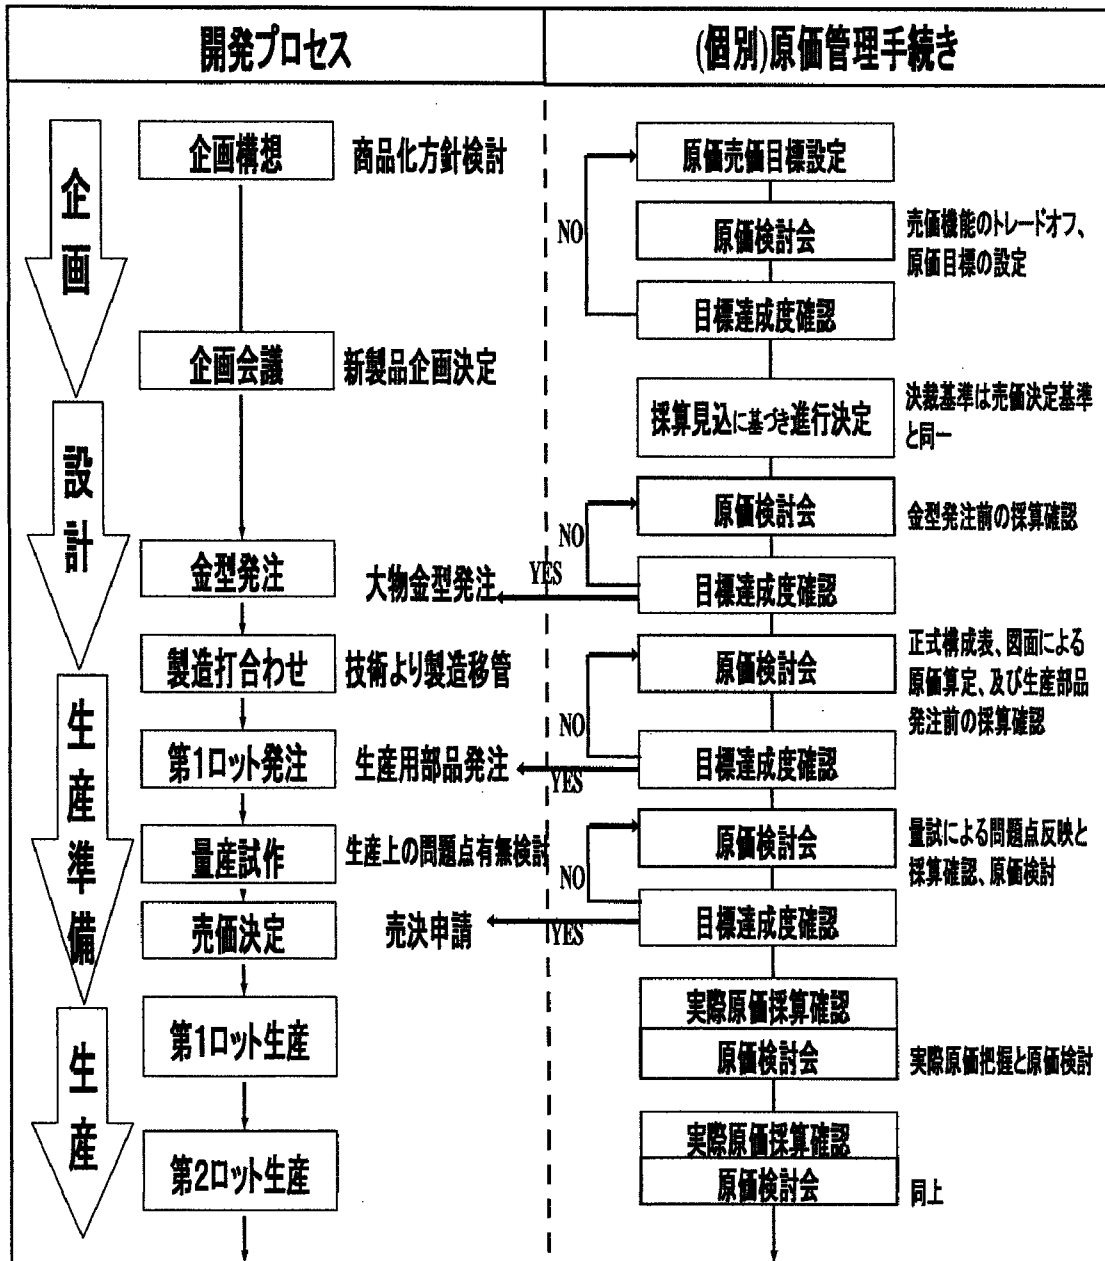 開発プロセス
(個別)原価管理手続き
企画
企画構想
商品化方針検討
原価売価目標設定
NO
原価検討会
売価機能のトレードオフ、
原価目標の設定
目標達成度確認
企画会議
新製品企画決定
採算見込に基づき進行決定
決裁基準は売価決定基準
と同一
設計
原価検討会
金型発注前の採算確認
NO
金型発注
大物金型発注
YES
目標達成度確認
製造打合わせ
技術より製造移管
原価検討会
正式構成表、図面による
原価算定、及び生産部品
発注前の採算確認
NO
生産準備
第1ロット発注
生産用部品発注
YES
目標達成度確認
量産試作
生産上の問題点有無検討
原価検討会
量試による問題点反映と
採算確認、原価検討
NO
売価決定
売決申請
YES
目標達成度確認
生産
第1ロット生産
実際原価採算確認
原価検討会
実際原価把握と原価検討
第2ロット生産
実際原価採算確認
原価検討会
同上